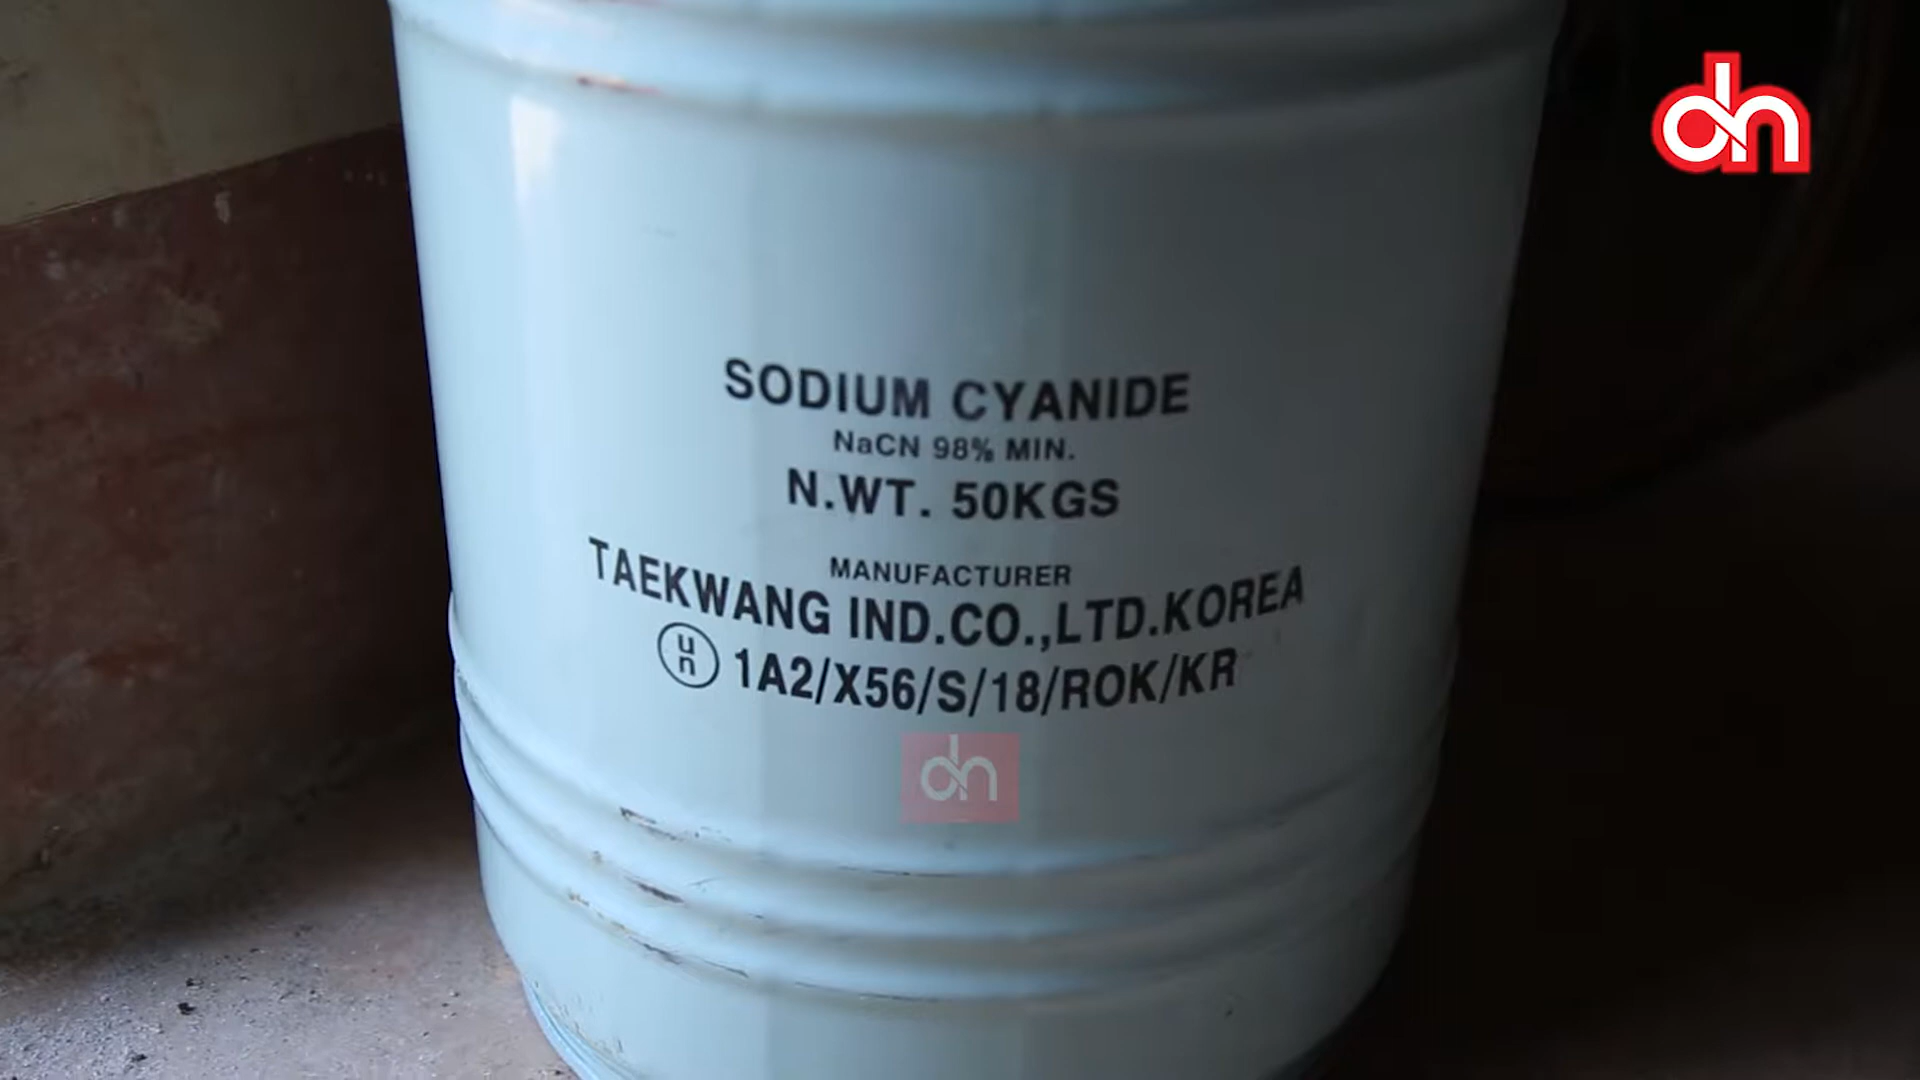 dn
SODIUM CYANIDE
NaCN 98% MIN.
N.WT. 50KGS
MANUFACTURER
TAEKWANG IND.CO.,LTD.KOREA
un 1A2/X56/S/18/ROK/KR
dn